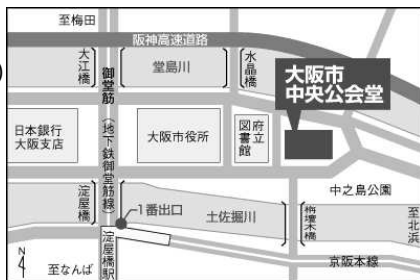 至梅田
阪神高速道路
大江橋
御堂筋(地下鉄御堂筋線)
堂島川
水晶橋
大阪市
中央公会堂
日本銀行
大阪支店
大阪市役所
府立
図書館
淀屋橋
1番出口
土佐掘川
栴檀木橋
中之島公園
至北浜
淀屋橋駅
京阪本線
至なんば
N